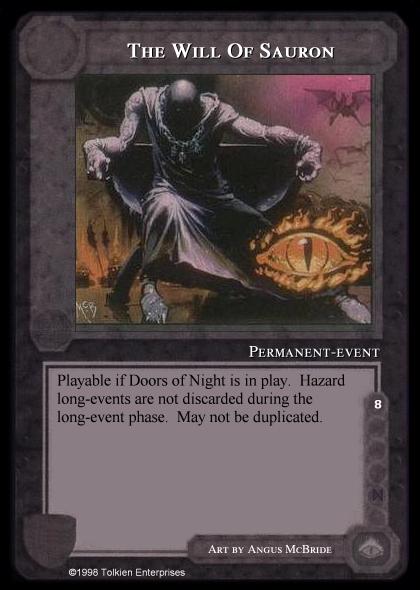 The Will Of Sauron
McB
Permanent-event
Playable if Doors of Night is in play. Hazard
long-events are not discarded during the
long-event phase. May not be duplicated.
8
N
Art by Angus McBride
©1998 Tolkien Enterprises